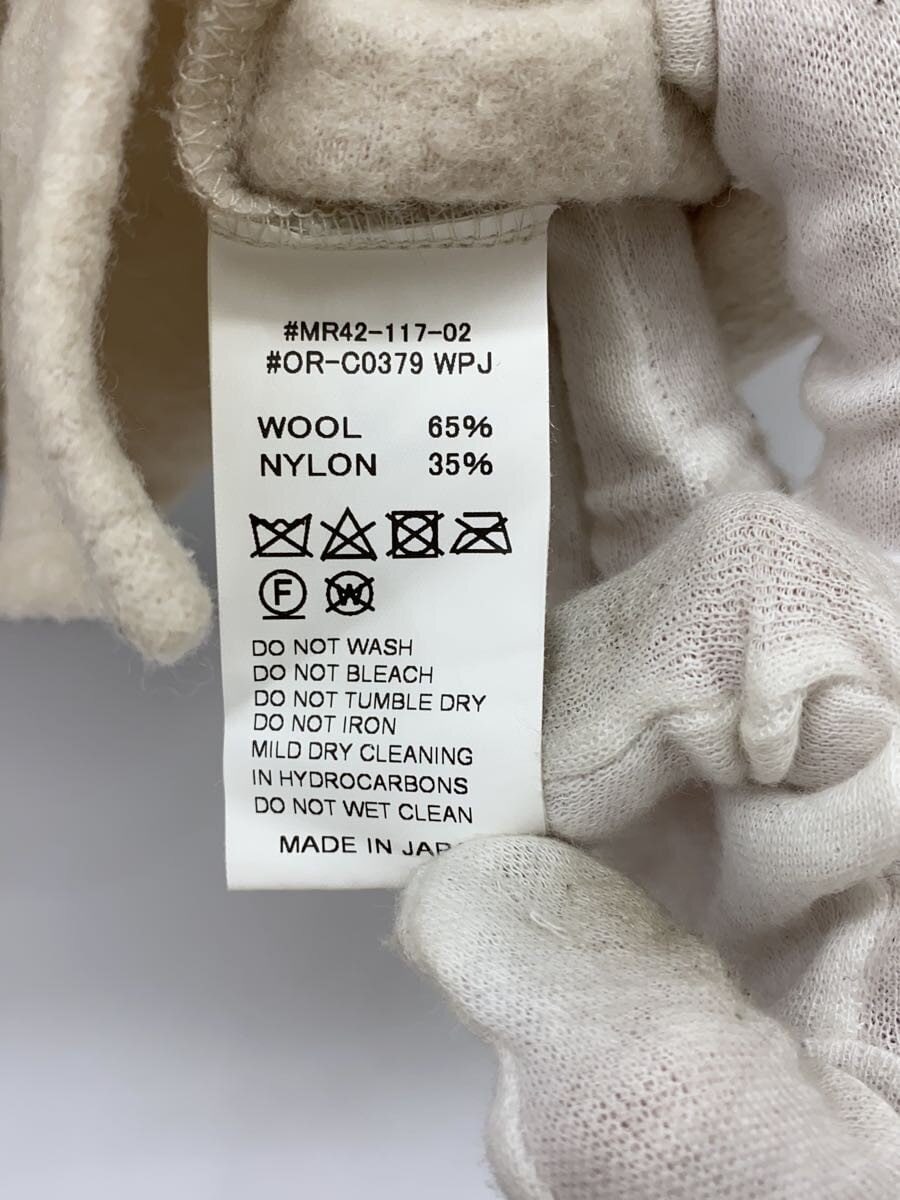 #MR42-117-02
#OR-C0379 WPJ
WOOL 65%
NYLON 35%
F
W
DO NOT WASH
DO NOT BLEACH
DO NOT TUMBLE DRY
DO NOT IRON
MILD DRY CLEANING
IN HYDROCARBONS
DO NOT WET CLEAN
MADE IN